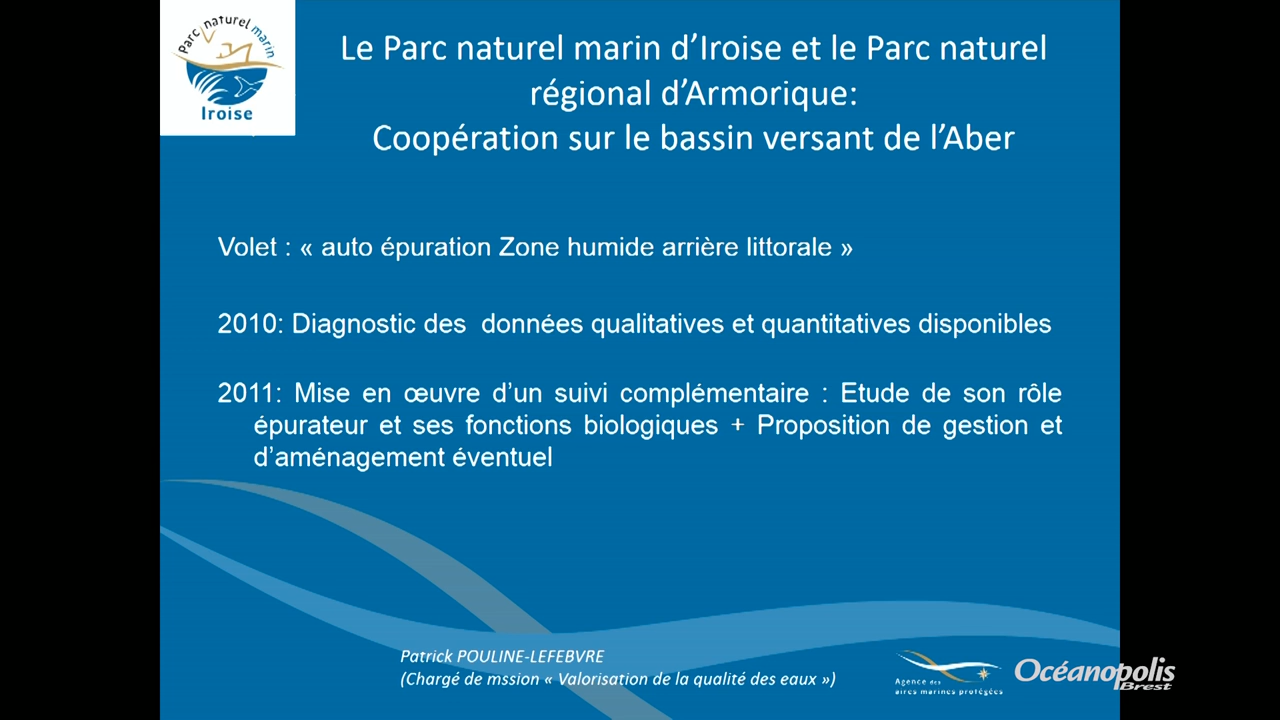 Parc naturel marin
Iroise
Le Parc naturel marin d’Iroise et le Parc naturel
régional d’Armorique:
Coopération sur le bassin versant de l’Aber
Volet : « auto épuration Zone humide arrière littorale »
2010: Diagnostic des données qualitatives et quantitatives disponibles
2011: Mise en œuvre d’un suivi complémentaire : Etude de son rôle
épurateur et ses fonctions biologiques + Proposition de gestion et
d’aménagement éventuel
Patrick POULINE-LEFEBVRE
(Chargé de mssion « Valorisation de la qualité des eaux »)
Agence des
aires marines protégées
Océanopolis
Brest